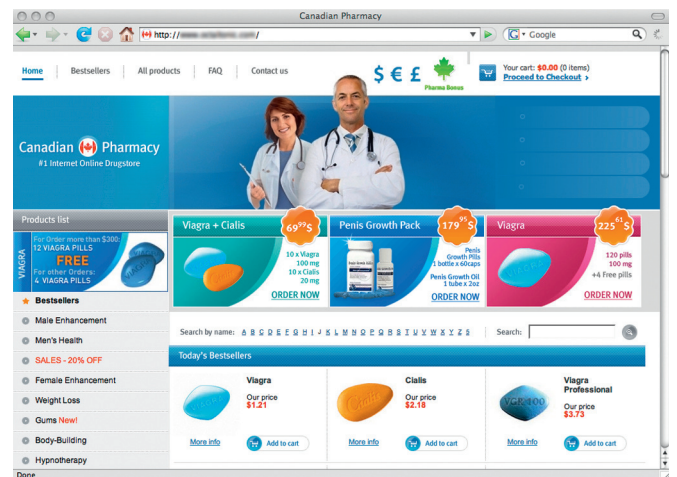 Canadian Pharmacy
http://
/
Google
Home
Bestsellers
All products
FAQ
Contact us
$ € £
Pharma Bonus
Your cart: $0.00 (0 items)
Proceed to Checkout ›
Canadian Pharmacy
#1 Internet Online Drugstore
Products list
VIAGRA
For Order more than $300:
12 VIAGRA PILLS
FREE
For other Orders:
4 VIAGRA PILLS
Bestsellers
Male Enhancement
Men's Health
SALES - 20% OFF
Female Enhancement
Weight Loss
Gums New!
Body-Building
Hypnotherapy
Viagra + Cialis
69⁹⁵$
10 x Viagra
100 mg
10 x Cialis
20 mg
ORDER NOW
Penis Growth Pack
179⁹⁵$
Penis
Growth Pills
1 bottle x 60caps
Penis Growth Oil
1 tube x 2oz
ORDER NOW
Viagra
225⁶¹$
120 pills
100 mg
+4 Free pills
ORDER NOW
Search by name: A B C D E F G H I J K L M N O P Q R S T U V W X Y Z S
Search:
Today's Bestsellers
Viagra
Our price
$1.21
More info
Add to cart
Cialis
Cialis
Our price
$2.18
More info
Add to cart
VGR 100
Viagra
Professional
Our price
$3.73
More info
Add to cart
Done